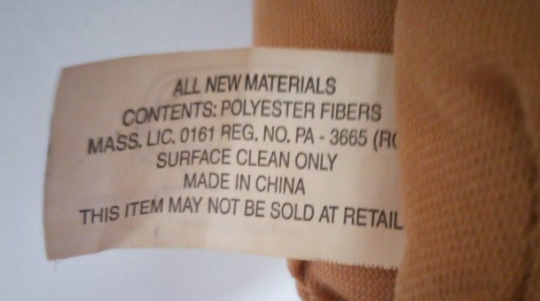 ALL NEW MATERIALS
CONTENTS: POLYESTER FIBERS
MASS. LIC. 0161 REG. NO. PA - 3665 (RC
SURFACE CLEAN ONLY
MADE IN CHINA
THIS ITEM MAY NOT BE SOLD AT RETAIL